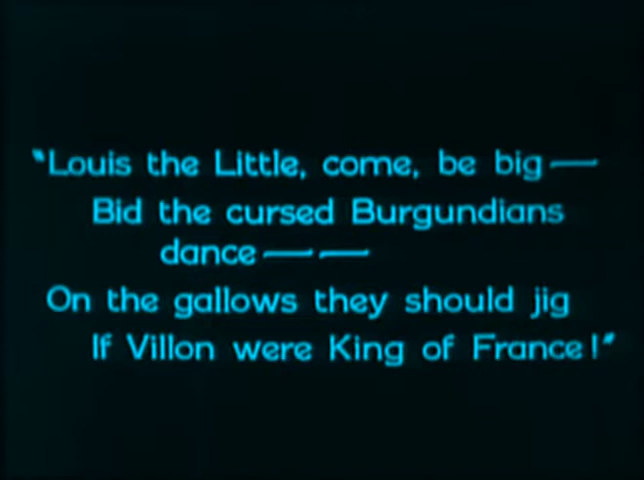 "Louis the Little, come, be big—
Bid the cursed Burgundians
dance— —
On the gallows they should jig
If Villon were King of France!"